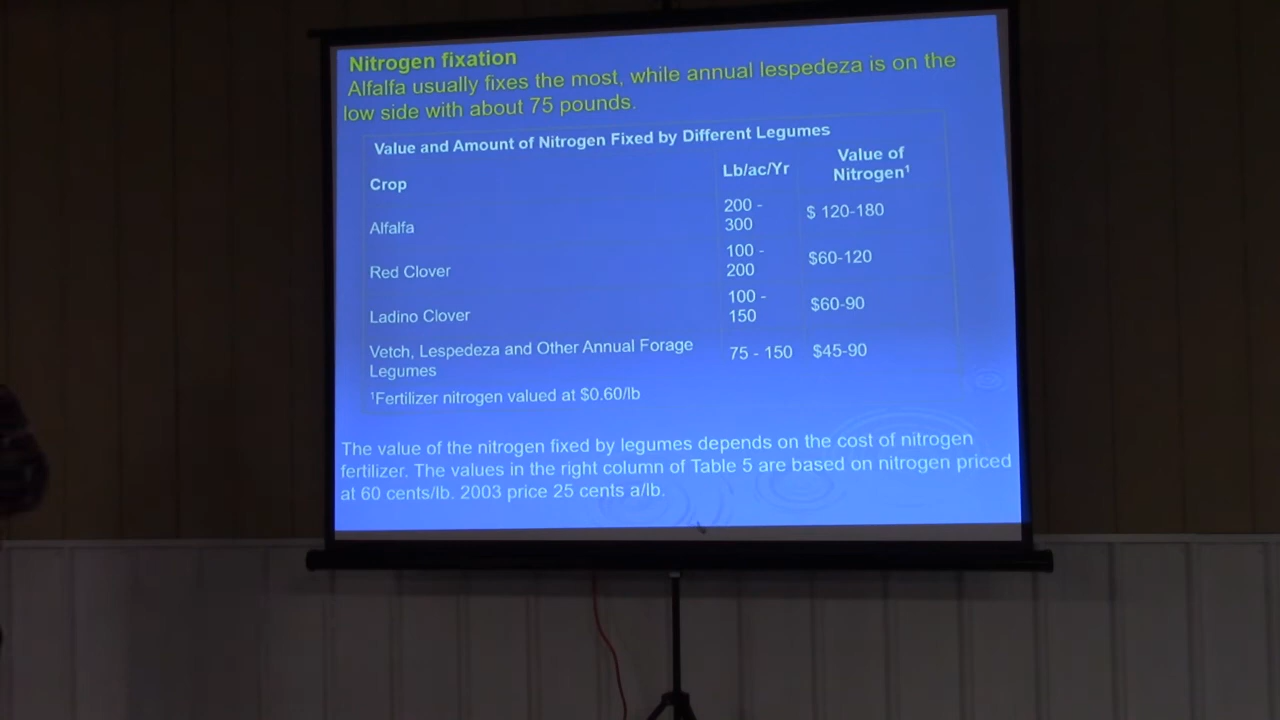 Nitrogen fixation
Alfalfa usually fixes the most, while annual lespedeza is on the
low side with about 75 pounds.
Value and Amount of Nitrogen Fixed by Different Legumes
Crop
Lb/ac/Yr
Value of
Nitrogen¹
Alfalfa
200 -
300
$ 120-180
Red Clover
100 -
200
$60-120
Ladino Clover
100 -
150
$60-90
Vetch, Lespedeza and Other Annual Forage
Legumes
75 - 150
$45-90
¹Fertilizer nitrogen valued at $0.60/lb
The value of the nitrogen fixed by legumes depends on the cost of nitrogen
fertilizer. The values in the right column of Table 5 are based on nitrogen priced
at 60 cents/lb. 2003 price 25 cents a/lb.